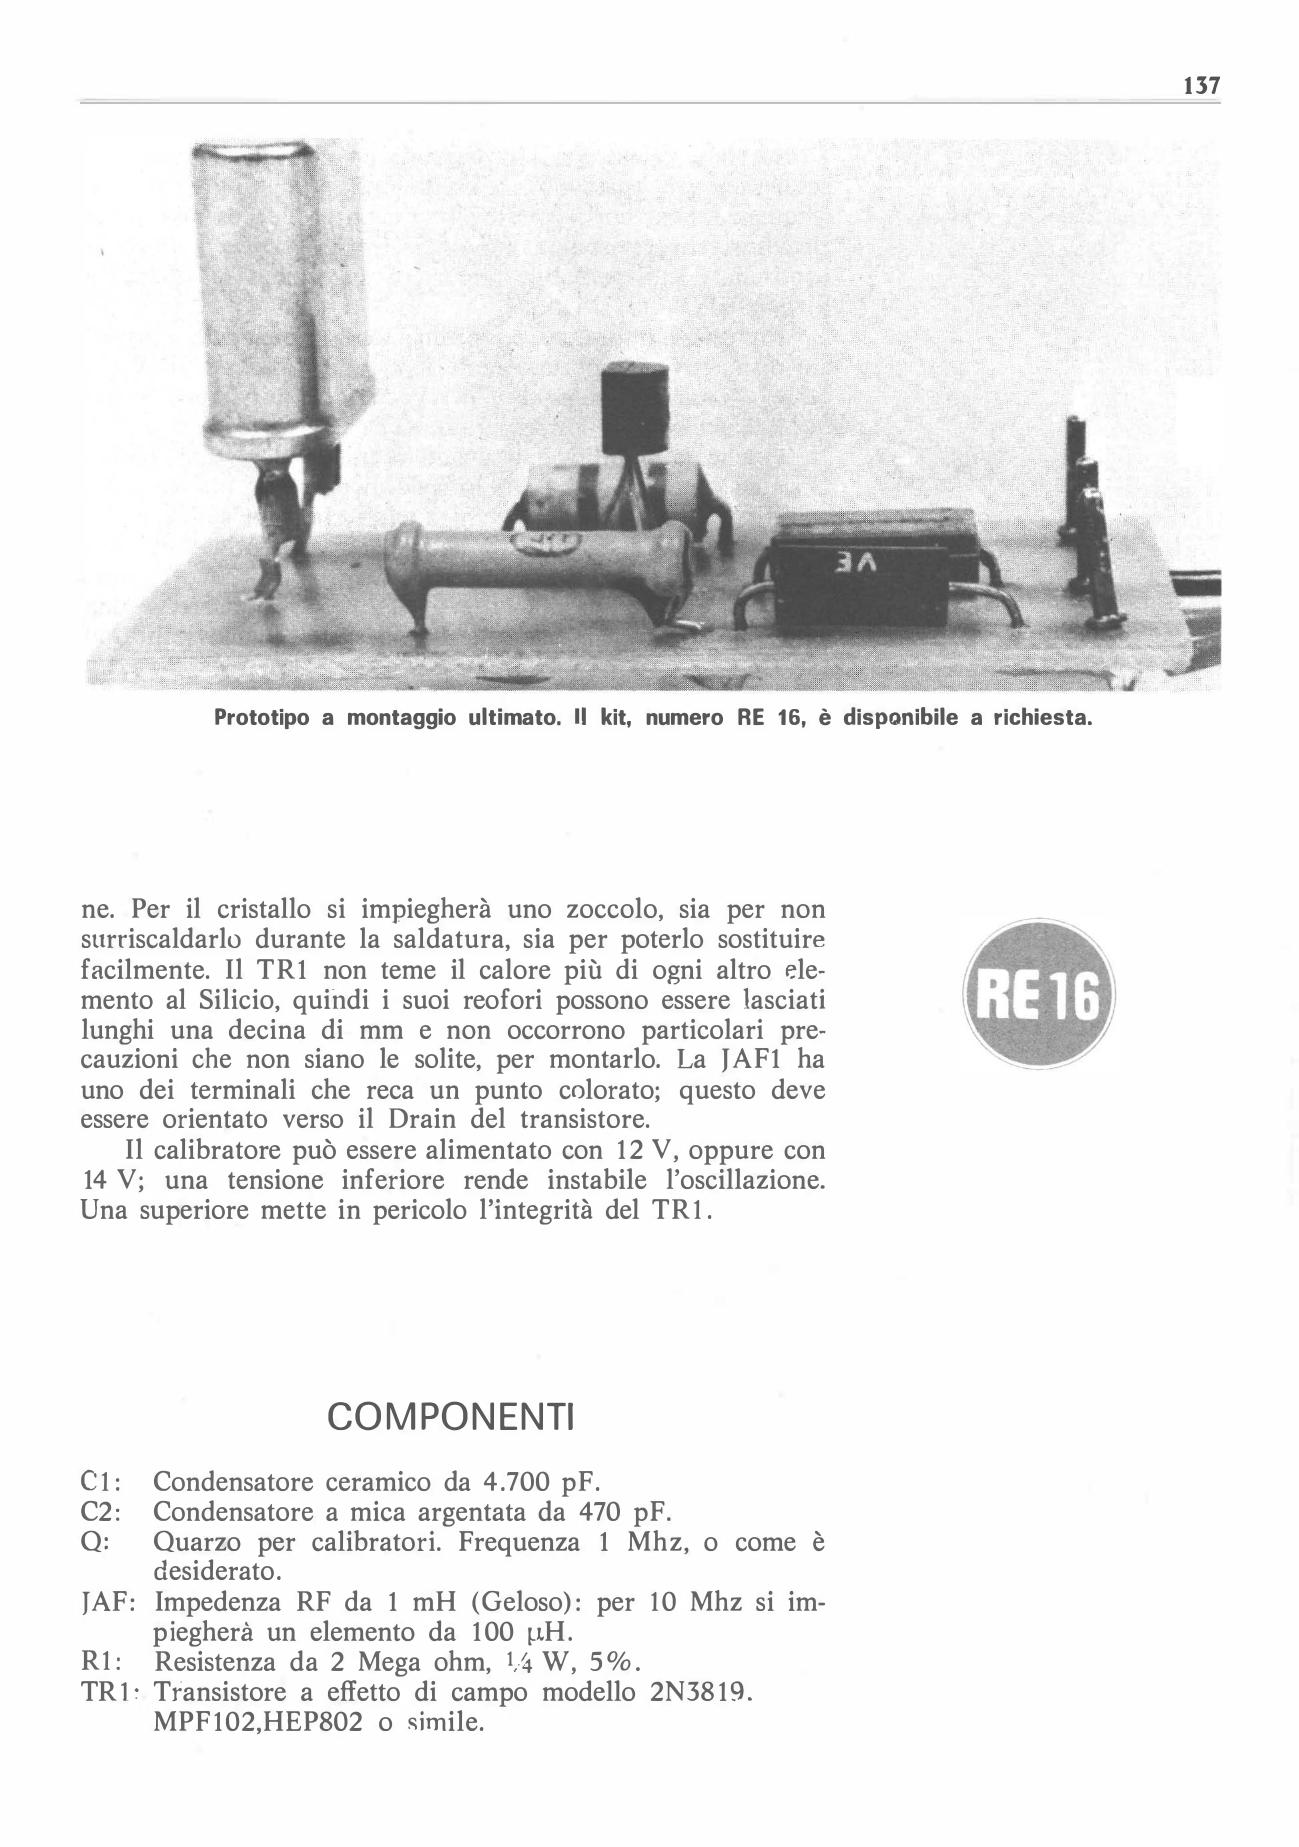 137
VE
Prototipo a montaggio ultimato. Il kit, numero RE 16, è disponibile a richiesta.
ne. Per il cristallo si impiegherà uno zoccolo, sia per non
surriscaldarlo durante la saldatura, sia per poterlo sostituire
facilmente. Il TR1 non teme il calore più di ogni altro ele-
mento al Silicio, quindi i suoi reofori possono essere lasciati
lunghi una decina di mm e non occorrono particolari pre-
cauzioni che non siano le solite, per montarlo. La JAF1 ha
uno dei terminali che reca un punto colorato; questo deve
essere orientato verso il Drain del transistore.
Il calibratore può essere alimentato con 12 V, oppure con
14 V; una tensione inferiore rende instabile l'oscillazione.
Una superiore mette in pericolo l'integrità del TR1.
RE 16
COMPONENTI
C1: Condensatore ceramico da 4.700 pF.
C2: Condensatore a mica argentata da 470 pF.
Q: Quarzo per calibratori. Frequenza 1 Mhz, o come è
desiderato.
JAF: Impedenza RF da 1 mH (Geloso): per 10 Mhz si im-
piegherà un elemento da 100 µH.
R1: Resistenza da 2 Mega ohm, ¼ W, 5%.
TR1: Transistore a effetto di campo modello 2N3819.
MPF102,HEP802 o simile.